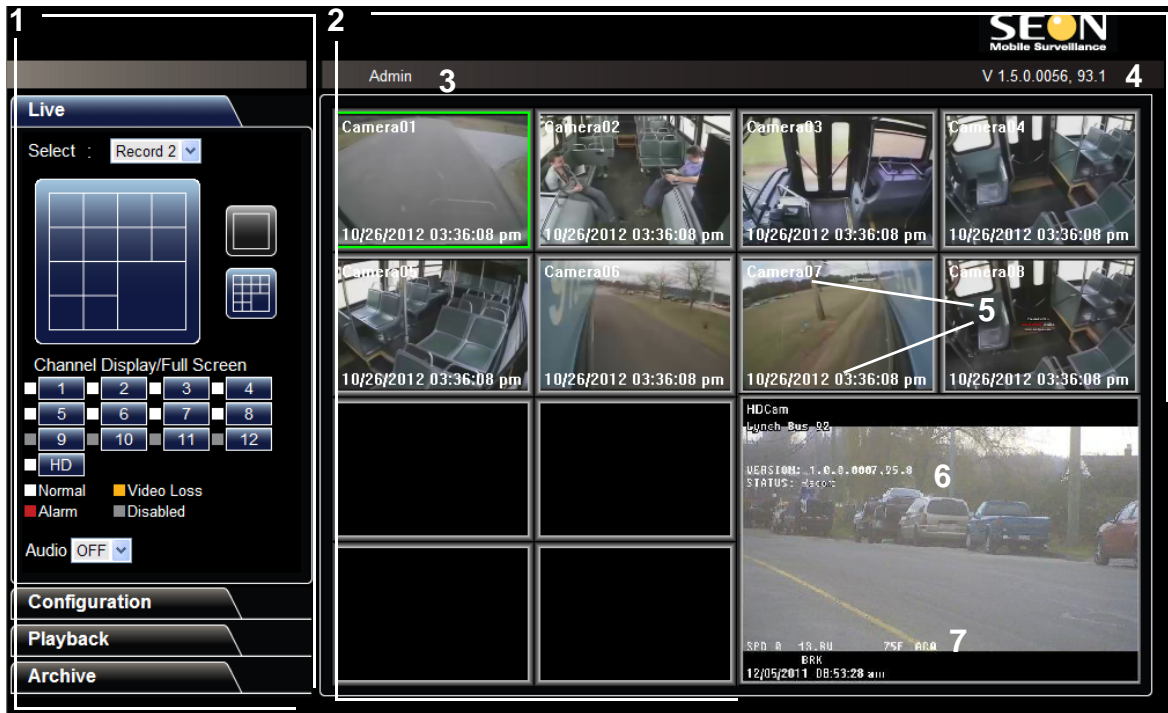 1
2
SEON
Mobile Surveillance
Admin
3
V 1.5.0.0056, 93.1
4
Live
Select :
Record 2
Channel Display/Full Screen
1 2 3 4
5 6 7 8
9 10 11 12
HD
Normal Video Loss
Alarm Disabled
Audio OFF
Configuration
Playback
Archive
Camera01
10/26/2012 03:36:08 pm
Camera02
10/26/2012 03:36:08 pm
Camera03
10/26/2012 03:36:08 pm
Camera04
10/26/2012 03:36:08 pm
Camera05
10/26/2012 03:36:08 pm
Camera06
10/26/2012 03:36:08 pm
Camera07
10/26/2012 03:36:08 pm
5
Camera08
10/26/2012 03:36:08 pm
HDCam
Lynch Bus 92
VERSION: 1.0.0.0007.25.8
6
STATUS:
SPD 0
75F
7
BRK
12/05/2011 08:53:28 am